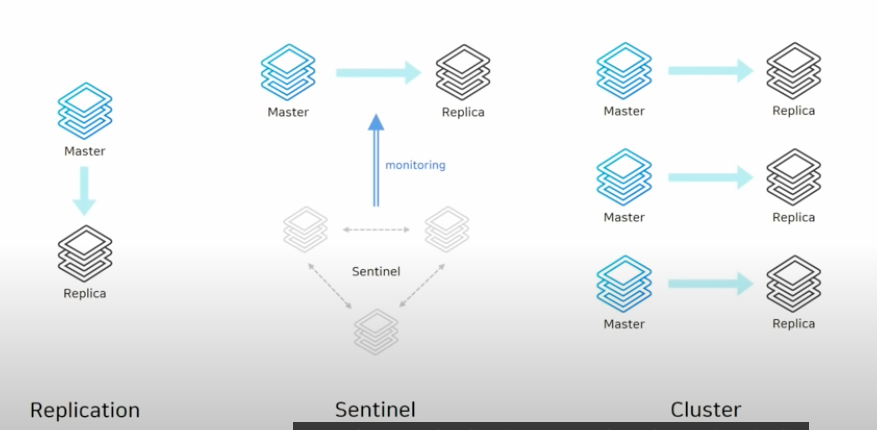 Master
Replica
Replication
Master
Replica
monitoring
Sentinel
Sentinel
Master
Replica
Master
Replica
Master
Replica
Cluster